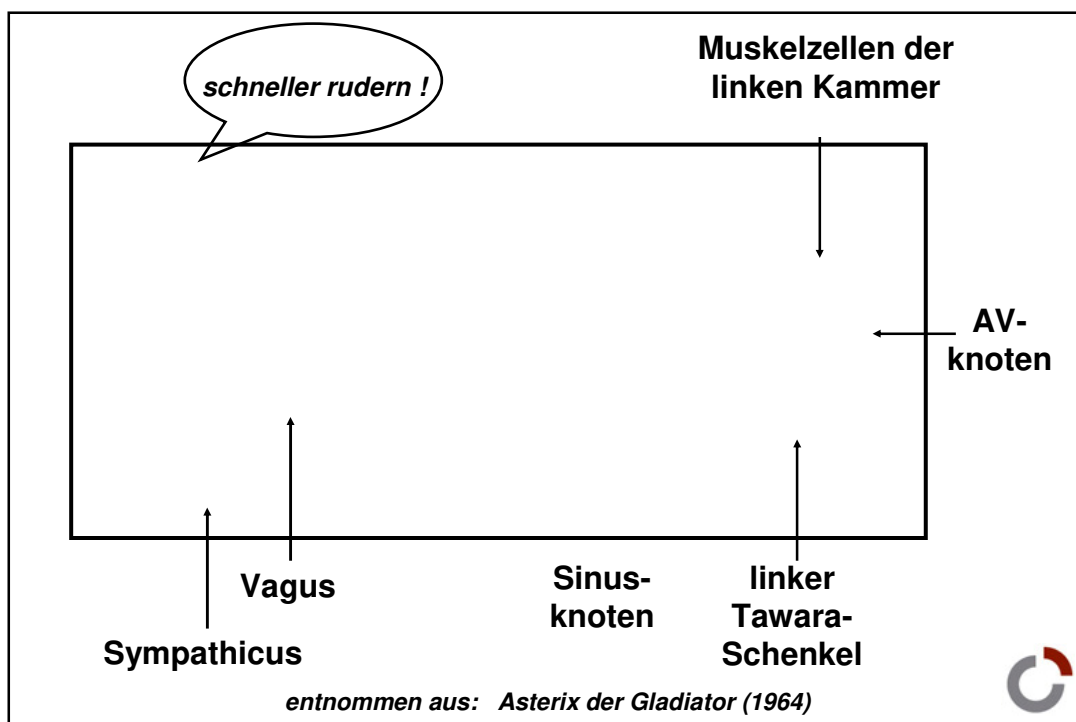 schneller rudern !
Muskelzellen der
linken Kammer
AV-
knoten
Vagus
Sympathicus
Sinus-
knoten
linker
Tawara-
Schenkel
entnommen aus: Asterix der Gladiator (1964)